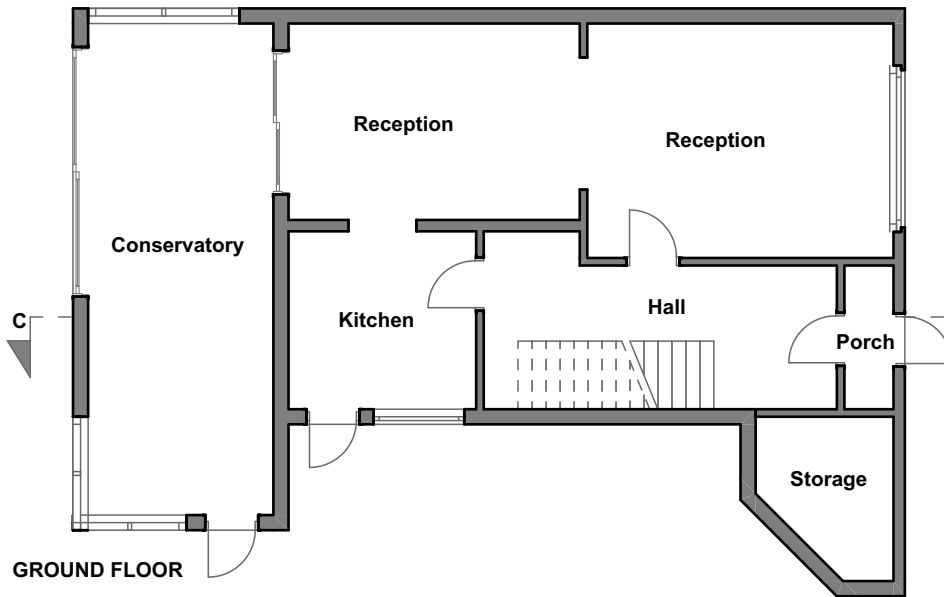 Reception
Reception
Conservatory
C
Kitchen
Hall
Porch
Storage
GROUND FLOOR